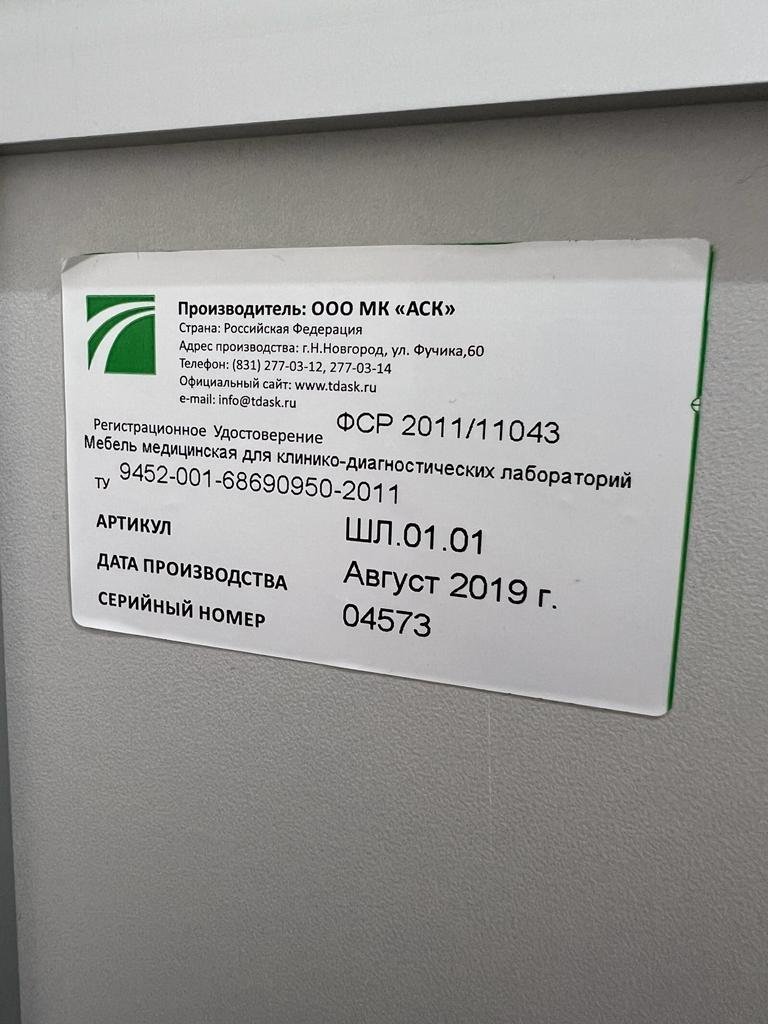 Производитель: ООО МК «АСК»
Страна: Российская Федерация
Адрес производства: г.Н.Новгород, ул. Фучика,60
Телефон: (831) 277-03-12, 277-03-14
Официальный сайт: www.tdask.ru
e-mail: info@tdask.ru
Регистрационное Удостоверение ФСР 2011/11043
Мебель медицинская для клинико-диагностических лабораторий
ТУ 9452-001-68690950-2011
АРТИКУЛ ШЛ.01.01
ДАТА ПРОИЗВОДСТВА Август 2019 г.
СЕРИЙНЫЙ НОМЕР 04573